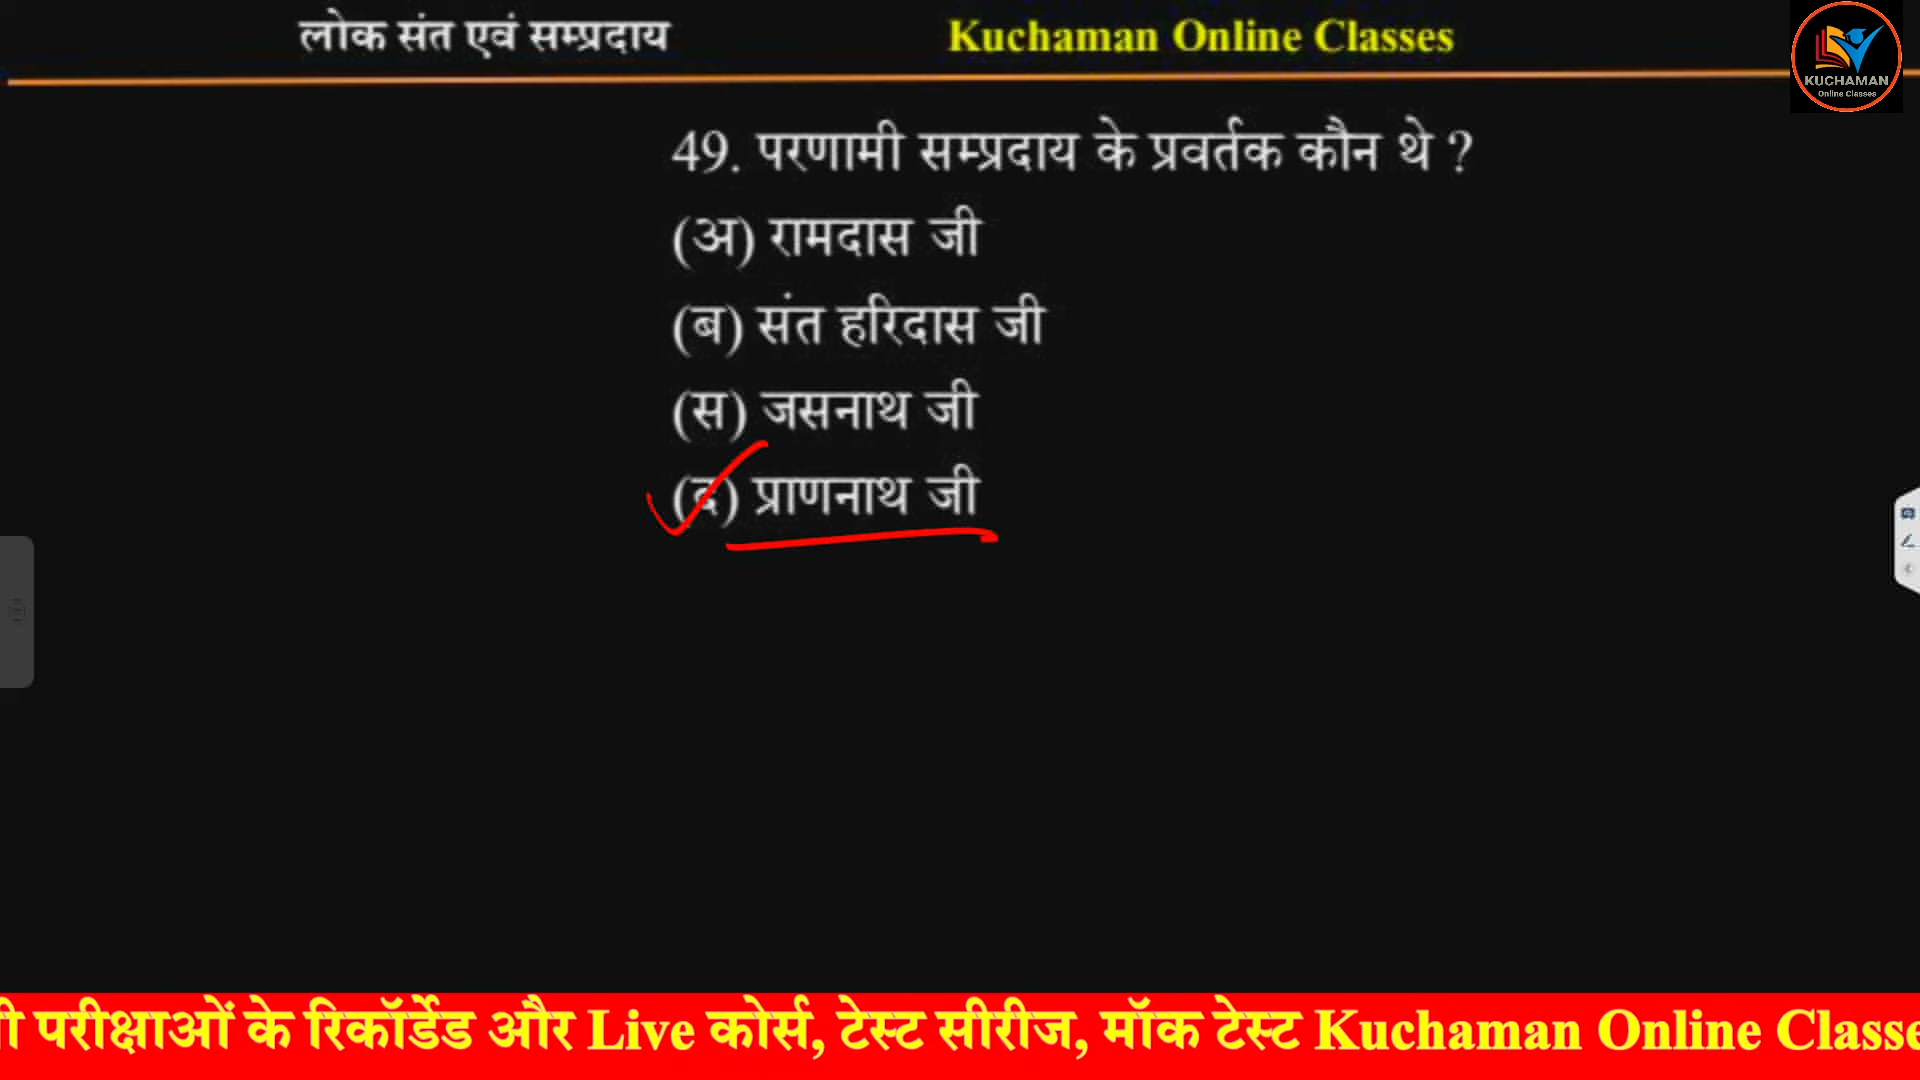 लोक संत एवं सम्प्रदाय
Kuchaman Online Classes
KUCHAMAN
Online Classes
49. परणामी सम्प्रदाय के प्रवर्तक कौन थे ?
(अ) रामदास जी
(ब) संत हरिदास जी
(स) जसनाथ जी
(द) प्राणनाथ जी
परीक्षाओं के रिकॉर्डेड और Live कोर्स, टेस्ट सीरीज, मॉक टेस्ट Kuchaman Online Classe